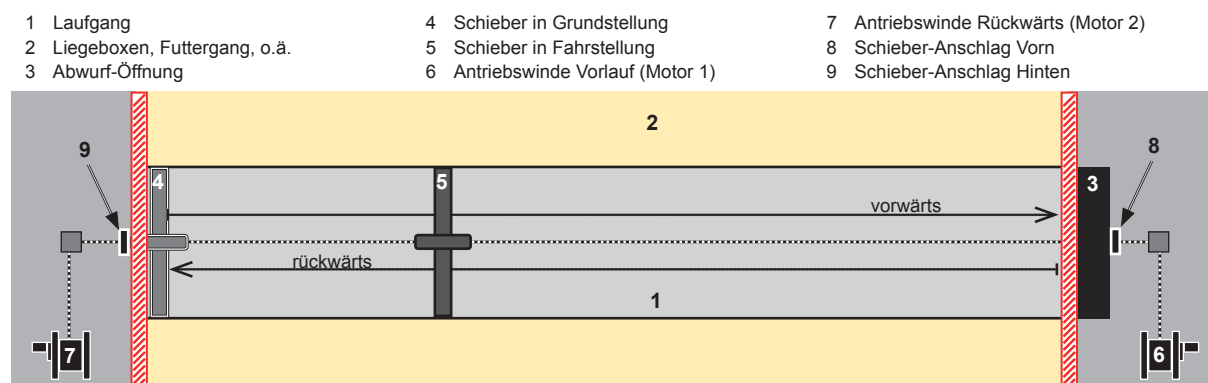 1 Laufgang
2 Liegeboxen, Futtergang, o.ä.
3 Abwurf-Öffnung
4 Schieber in Grundstellung
5 Schieber in Fahrstellung
6 Antriebswinde Vorlauf (Motor 1)
7 Antriebswinde Rückwärts (Motor 2)
8 Schieber-Anschlag Vorn
9 Schieber-Anschlag Hinten
2
9
8
4
5
3
vorwärts
rückwärts
1
7
6